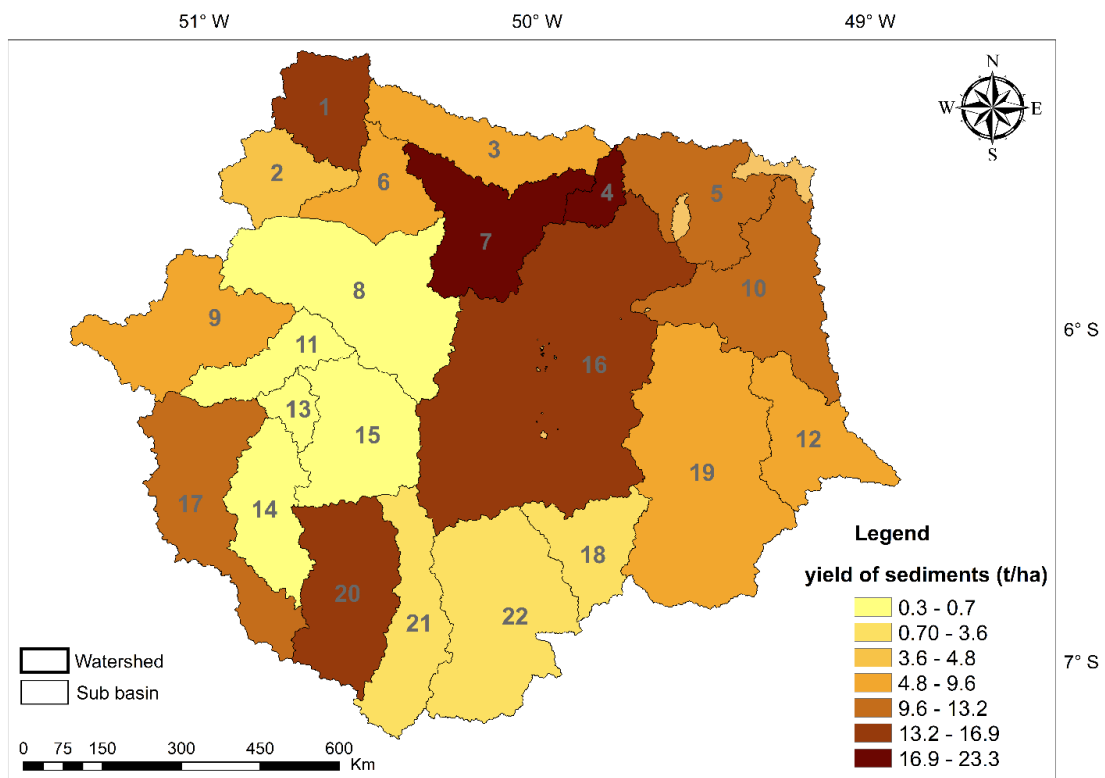 51° W 50° W 49° W
N
W E
S
1
3
2
6
4
5
7
8
10
9
11
16
13
15
12
19
17
14
18
20
21
22
6° S
7° S
Legend
yield of sediments (t/ha)
0.3 - 0.7
0.70 - 3.6
3.6 - 4.8
4.8 - 9.6
9.6 - 13.2
13.2 - 16.9
16.9 - 23.3
Watershed
Sub basin
0 75 150 300 450 600
Km